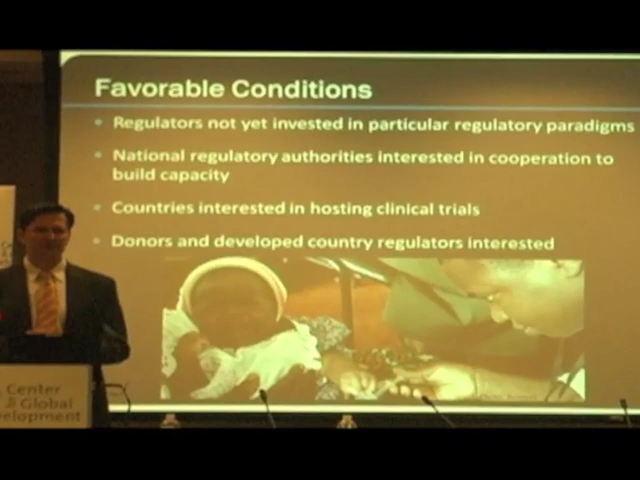 Favorable Conditions
• Regulators not yet invested in particular regulatory paradigms
• National regulatory authorities interested in cooperation to
build capacity
• Countries interested in hosting clinical trials
• Donors and developed country regulators interested
Center
Global
velopment